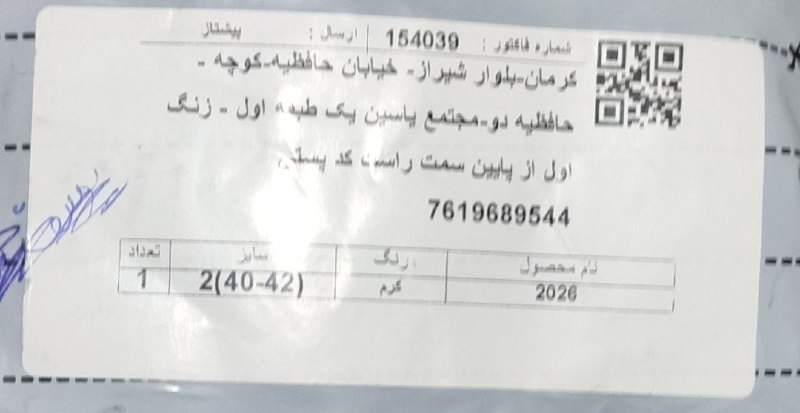 شماره فاکتور : 154039 | ارسال : پیشتاز
کرمان-بلوار شیراز- خیابان حافظیه-کوچه -
حافظیه دو-مجتمع یاسین یک طبقه اول - زنگ
اول از پایین سمت راست کد پستی
7619689544
نام محصول رنگ سایز تعداد
2026 کرم 2(40-42) 1